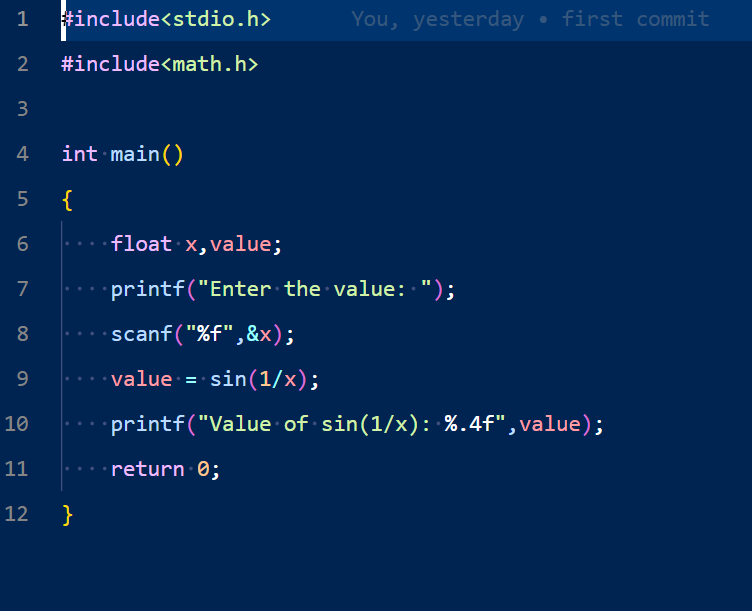 1 #include<stdio.h> You, yesterday • first commit
2 #include<math.h>
3
4 int main()
5 {
6 float x,value;
7 printf("Enter the value: ");
8 scanf("%f",&x);
9 value = sin(1/x);
10 printf("Value of sin(1/x): %.4f",value);
11 return 0;
12 }